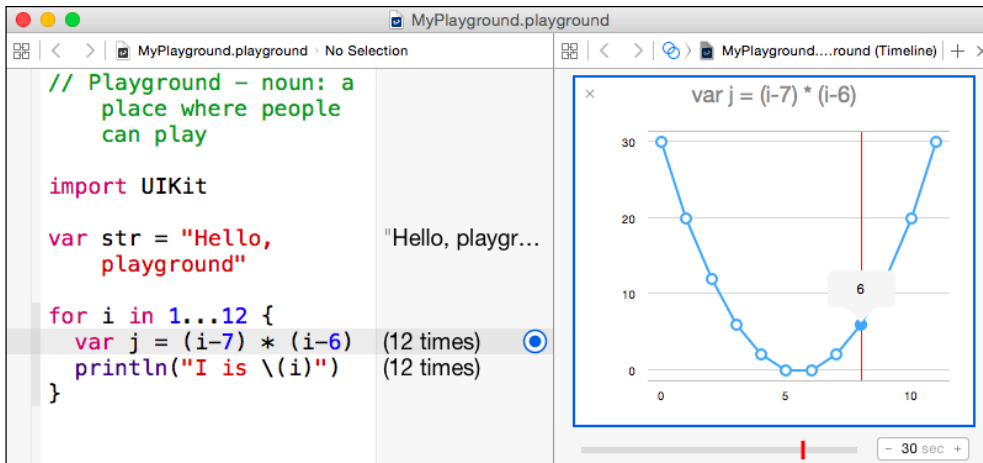 MyPlayground.playground
MyPlayground.playground › No Selection
MyPlayground....round (Timeline)
// Playground – noun: a
place where people
can play
import UIKit
var str = "Hello,
playground"
"Hello, playgr...
for i in 1...12 {
var j = (i-7) * (i-6)
(12 times)
println("I is \(i)")
(12 times)
}
× var j = (i-7) * (i-6)
30
20
10
0
6
0 5 10
- 30 sec +